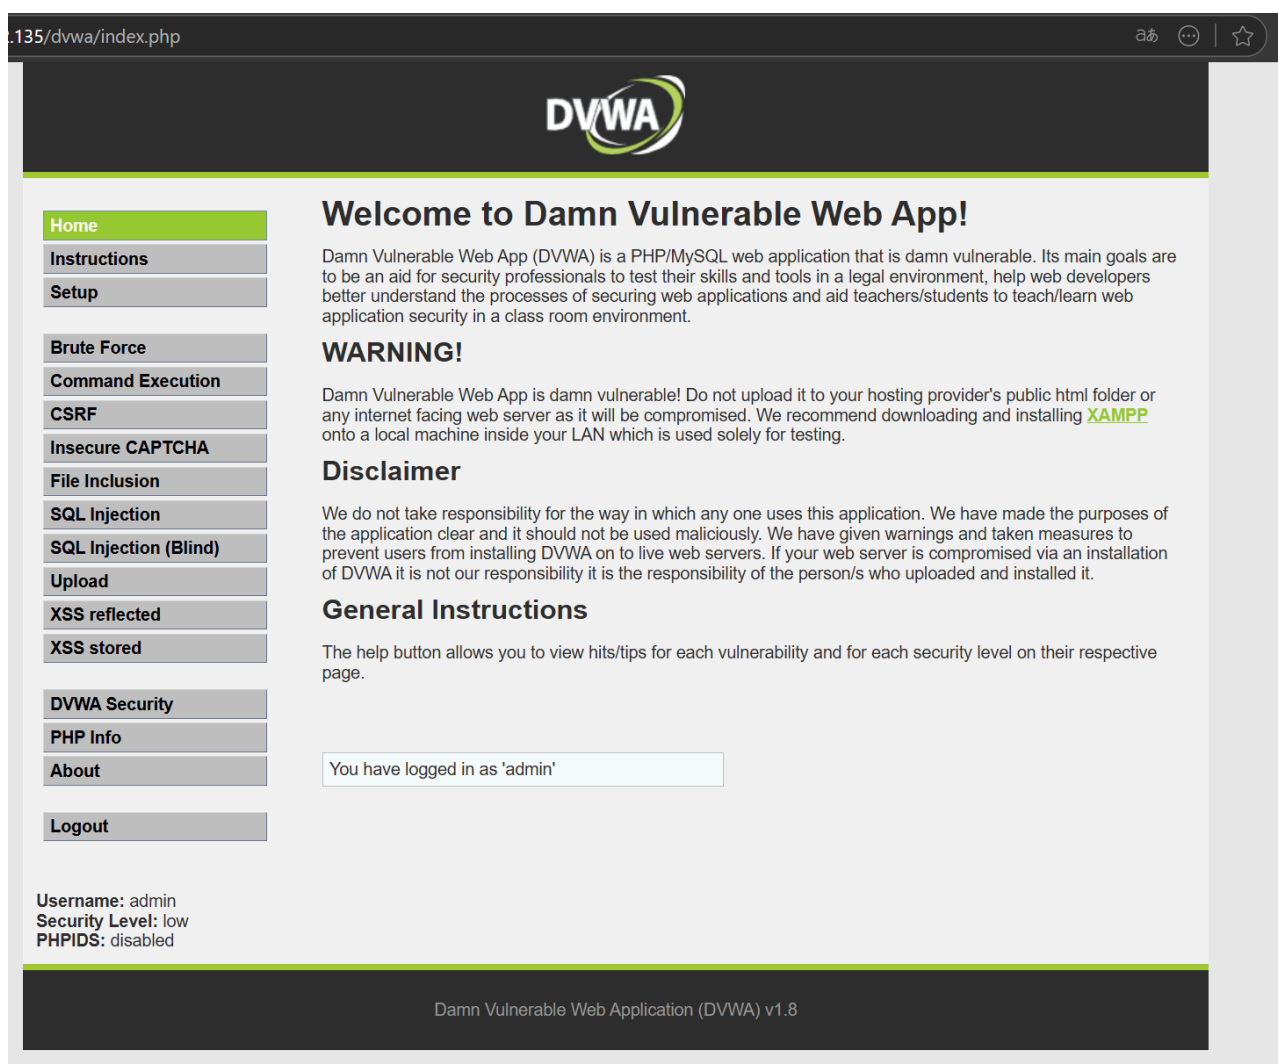 .135/dvwa/index.php
aあ
DVWA
Home
Instructions
Setup
Brute Force
Command Execution
CSRF
Insecure CAPTCHA
File Inclusion
SQL Injection
SQL Injection (Blind)
Upload
XSS reflected
XSS stored
DVWA Security
PHP Info
About
Logout
Username: admin
Security Level: low
PHPIDS: disabled
Welcome to Damn Vulnerable Web App!
Damn Vulnerable Web App (DVWA) is a PHP/MySQL web application that is damn vulnerable. Its main goals are
to be an aid for security professionals to test their skills and tools in a legal environment, help web developers
better understand the processes of securing web applications and aid teachers/students to teach/learn web
application security in a class room environment.
WARNING!
Damn Vulnerable Web App is damn vulnerable! Do not upload it to your hosting provider's public html folder or
any internet facing web server as it will be compromised. We recommend downloading and installing XAMPP
onto a local machine inside your LAN which is used solely for testing.
Disclaimer
We do not take responsibility for the way in which any one uses this application. We have made the purposes of
the application clear and it should not be used maliciously. We have given warnings and taken measures to
prevent users from installing DVWA on to live web servers. If your web server is compromised via an installation
of DVWA it is not our responsibility it is the responsibility of the person/s who uploaded and installed it.
General Instructions
The help button allows you to view hits/tips for each vulnerability and for each security level on their respective
page.
You have logged in as 'admin'
Damn Vulnerable Web Application (DVWA) v1.8